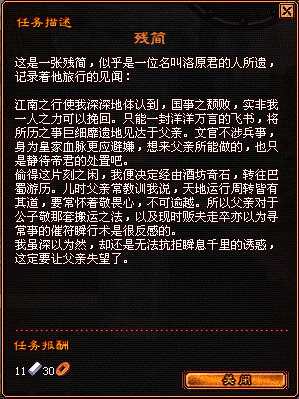 任务描述
残简
这是一张残简，似乎是一位名叫洛原君的人所遗，
记录着他旅行的见闻：
江南之行使我深深地体认到，国事之颓败，实非我
一人之力可以挽回。只能一封洋洋万言的飞书，将
所历之事巨细靡遗地见达于父亲。文官不涉兵事，
身为皇家血脉更应避嫌，想来父亲所能做的，也只
是静待帝君的处置吧。
偷得这片刻之闲，我便决定经由酒坊奇石，转往巴
蜀游历。儿时父亲常教训我说，天地运行周转皆有
其道，要常怀着敬畏心，不可逾越。所以父亲对于
公子敬那套搬运之法，以及现时贩夫走卒亦以为寻
常事的催符瞬行术是很反感的。
我虽深以为然，却还是无法抗拒瞬息千里的诱惑，
这定要让父亲失望了。
任务报酬
11 30
关闭